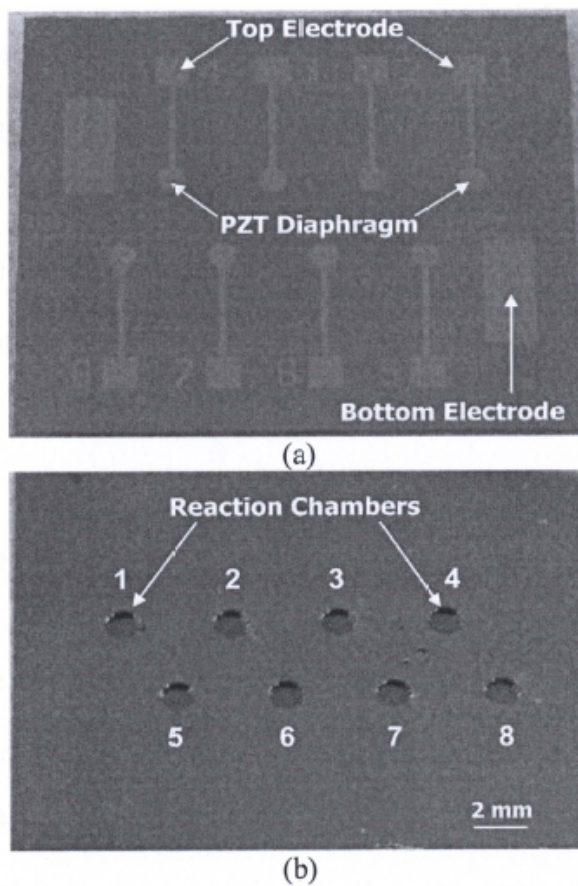 Top Electrode
PZT Diaphragm
Bottom Electrode
(a)
Reaction Chambers
1 2 3 4
5 6 7 8
2 mm
(b)